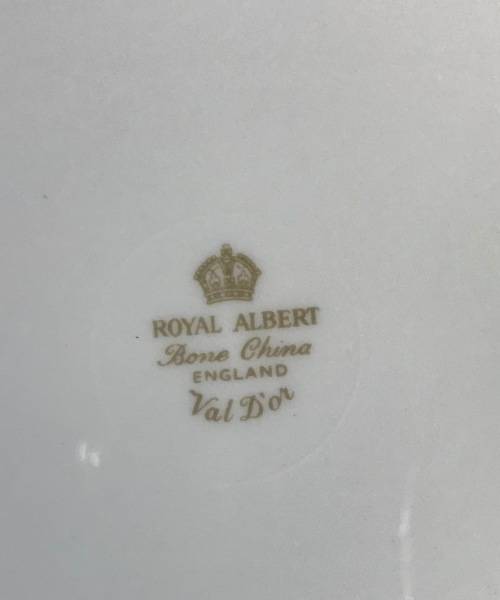 ROYAL ALBERT
Bone China
ENGLAND
Val D'or